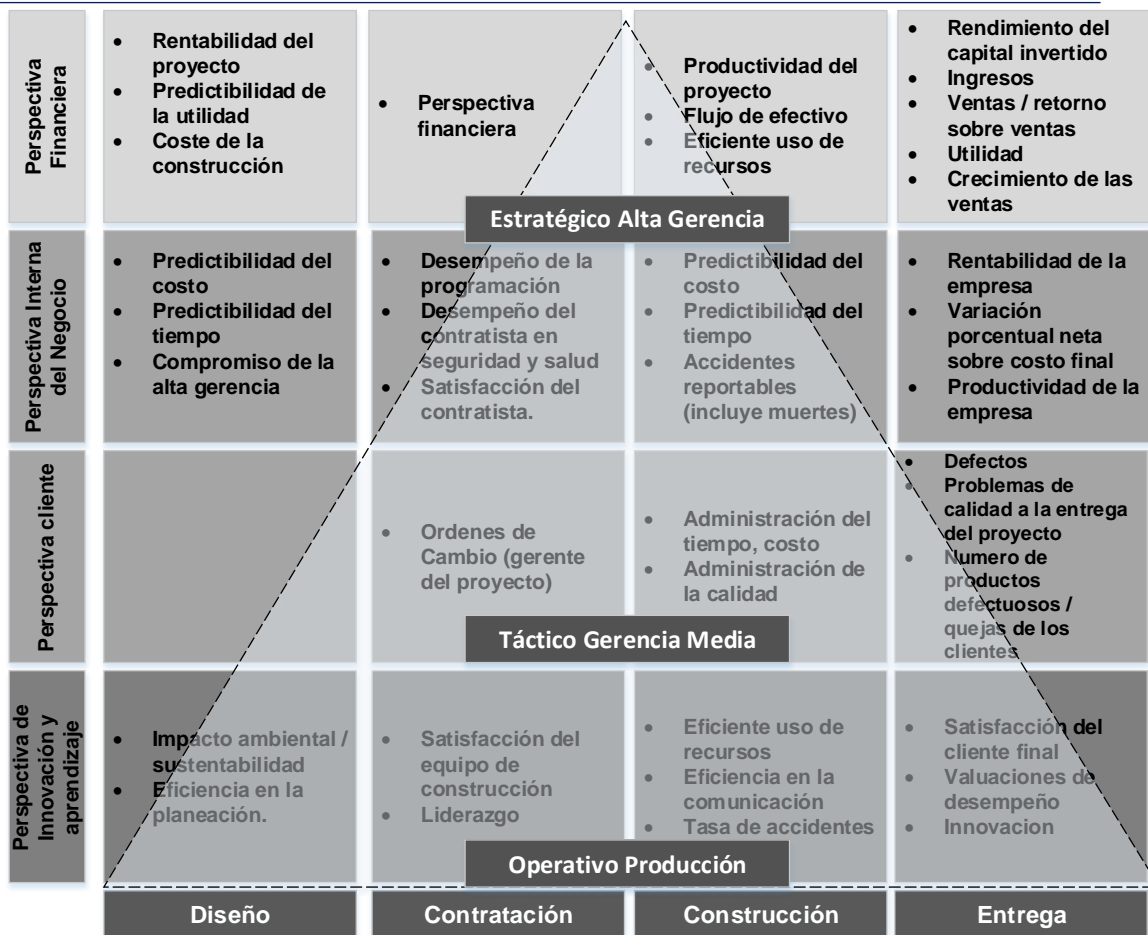 Perspectiva
Financiera
• Rentabilidad del
proyecto
• Predictibilidad de
la utilidad
• Coste de la
construcción
• Perspectiva
financiera
• Productividad del
proyecto
• Flujo de efectivo
• Eficiente uso de
recursos
• Rendimiento del
capital invertido
• Ingresos
• Ventas / retorno
sobre ventas
• Utilidad
• Crecimiento de las
ventas
Estratégico Alta Gerencia
Perspectiva Interna
del Negocio
• Predictibilidad del
costo
• Predictibilidad del
tiempo
• Compromiso de la
alta gerencia
• Desempeño de la
programación
• Desempeño del
contratista en
seguridad y salud
• Satisfacción del
contratista.
• Predictibilidad del
costo
• Predictibilidad del
tiempo
• Accidentes
reportables
(incluye muertes)
• Rentabilidad de la
empresa
• Variación
porcentual neta
sobre costo final
• Productividad de la
empresa
Perspectiva cliente
• Ordenes de
Cambio (gerente
del proyecto)
• Administración del
tiempo, costo
• Administración de
la calidad
• Defectos
• Problemas de
calidad a la entrega
del proyecto
• Numero de
productos
defectuosos /
quejas de los
clientes
Táctico Gerencia Media
Perspectiva de
Innovación y
aprendizaje
• Impacto ambiental /
sustentabilidad
• Eficiencia en la
planeación.
• Satisfacción del
equipo de
construcción
• Liderazgo
• Eficiente uso de
recursos
• Eficiencia en la
comunicación
• Tasa de accidentes
• Satisfacción del
cliente final
• Valuaciones de
desempeño
• Innovacion
Operativo Producción
Diseño
Contratación
Construcción
Entrega